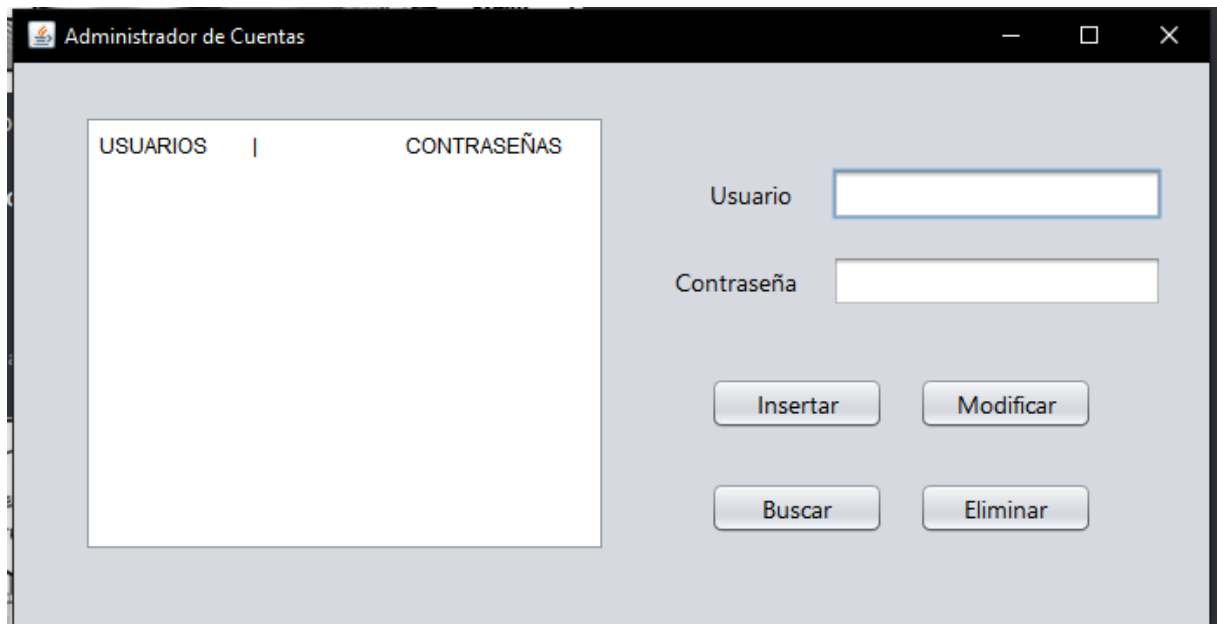 Administrador de Cuentas
USUARIOS | CONTRASEÑAS
Usuario
Contraseña
Insertar Modificar
Buscar Eliminar